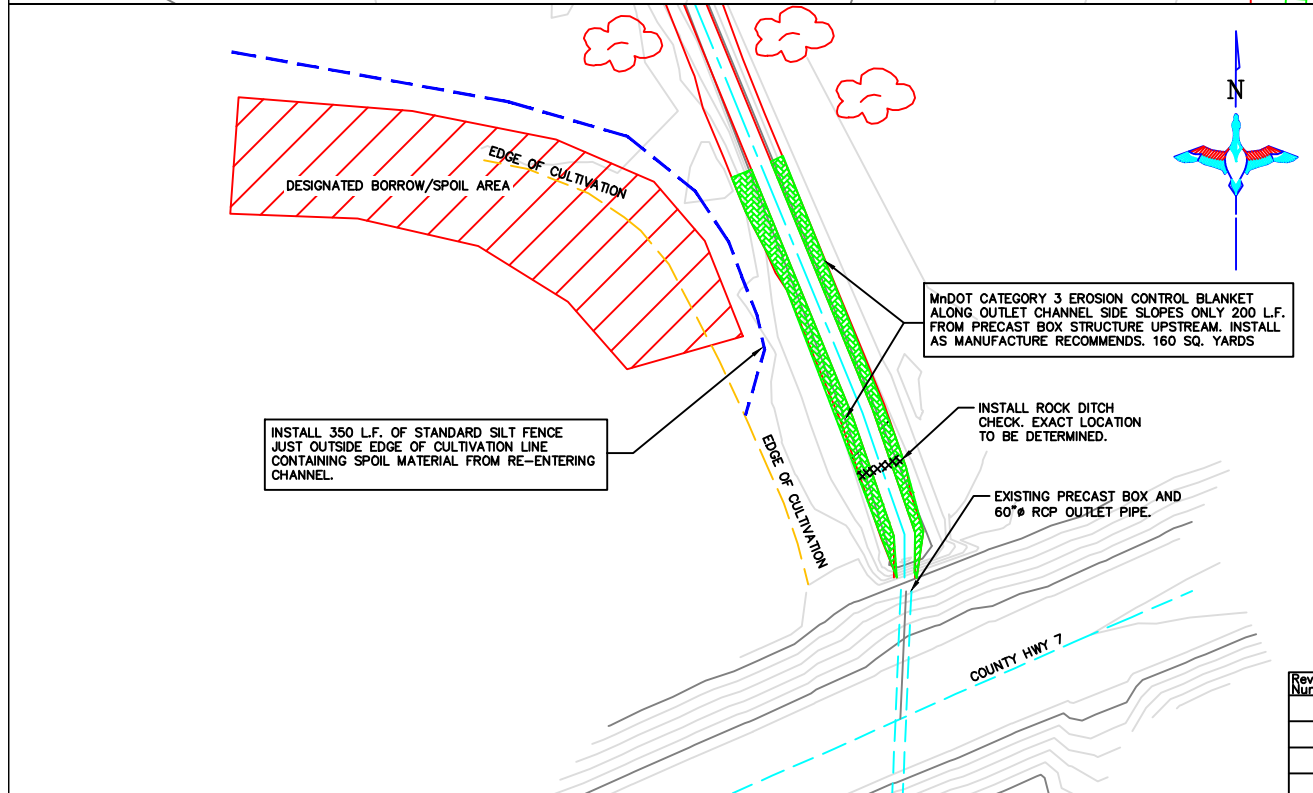 N
EDGE OF CULTIVATION
DESIGNATED BORROW/SPOIL AREA
MnDOT CATEGORY 3 EROSION CONTROL BLANKET
ALONG OUTLET CHANNEL SIDE SLOPES ONLY 200 L.F.
FROM PRECAST BOX STRUCTURE UPSTREAM. INSTALL
AS MANUFACTURE RECOMMENDS. 160 SQ. YARDS
INSTALL ROCK DITCH
CHECK. EXACT LOCATION
TO BE DETERMINED.
INSTALL 350 L.F. OF STANDARD SILT FENCE
JUST OUTSIDE EDGE OF CULTIVATION LINE
CONTAINING SPOIL MATERIAL FROM RE-ENTERING
CHANNEL.
EDGE OF CULTIVATION
EXISTING PRECAST BOX AND
60"ø RCP OUTLET PIPE.
COUNTY HWY 7
Rev